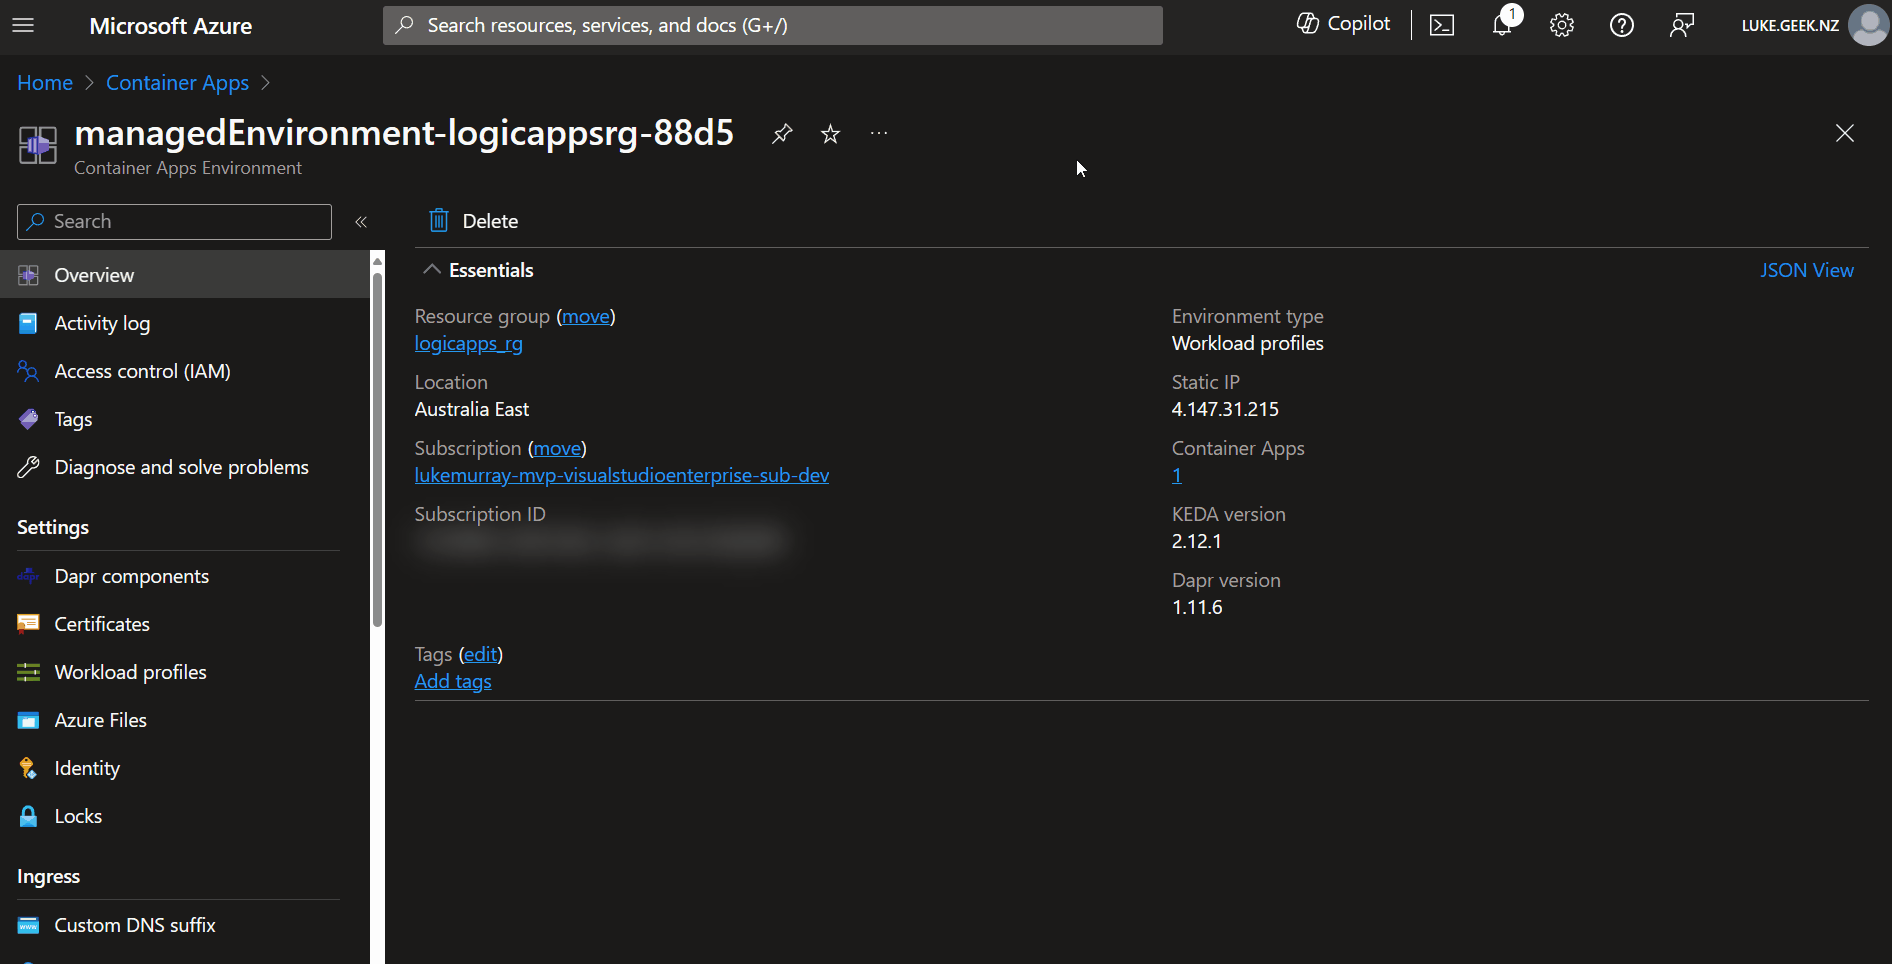 Microsoft Azure
Search resources, services, and docs (G+/)
Copilot
1
LUKE.GEEK.NZ
Home > Container Apps >
managedEnvironment-logicappsrg-88d5
Container Apps Environment
Search
Overview
Activity log
Access control (IAM)
Tags
Diagnose and solve problems
Settings
dapr Dapr components
Certificates
Workload profiles
Azure Files
Identity
Locks
Ingress
www Custom DNS suffix
Delete
Essentials
JSON View
Resource group (move)
logicapps_rg
Location
Australia East
Subscription (move)
lukemurray-mvp-visualstudioenterprise-sub-dev
Subscription ID
Environment type
Workload profiles
Static IP
4.147.31.215
Container Apps
1
KEDA version
2.12.1
Dapr version
1.11.6
Tags (edit)
Add tags